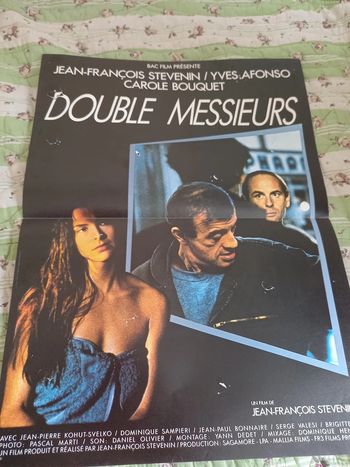 BAC FILM PRÉSENTE
JEAN-FRANÇOIS STEVENIN / YVES AFONSO
CAROLE BOUQUET
DOUBLE MESSIEURS
UN FILM DE
JEAN-FRANÇOIS STEVENIN
AVEC JEAN-PIERRE KOHUT-SVELKO / DOMINIQUE SAMPIERI / JEAN-PAUL BONNAIRE / SERGE VALESI / BRIGITTE
PHOTO: PASCAL MARTI / SON: DANIEL OLIVIER / MONTAGE: YANN DEDET / MIXAGE: DOMINIQUE HEN
UN FILM PRODUIT ET RÉALISÉ PAR JEAN-FRANÇOIS STEVENIN / PRODUCTION: SAGAMORE - LPA - MALLIA FILMS - FR3 FILMS PR